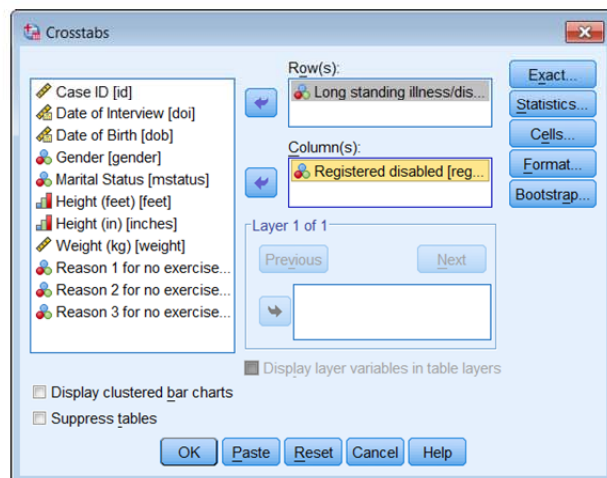 Crosstabs
Case ID [id]
Date of Interview [doi]
Date of Birth [dob]
Gender [gender]
Marital Status [mstatus]
Height (feet) [feet]
Height (in) [inches]
Weight (kg) [weight]
Reason 1 for no exercise...
Reason 2 for no exercise...
Reason 3 for no exercise...
Row(s):
Long standing illness/dis...
Column(s):
Registered disabled [reg...
Layer 1 of 1
Previous
Next
Display layer variables in table layers
Exact...
Statistics...
Cells...
Format...
Bootstrap...
Display clustered bar charts
Suppress tables
OK
Paste
Reset
Cancel
Help